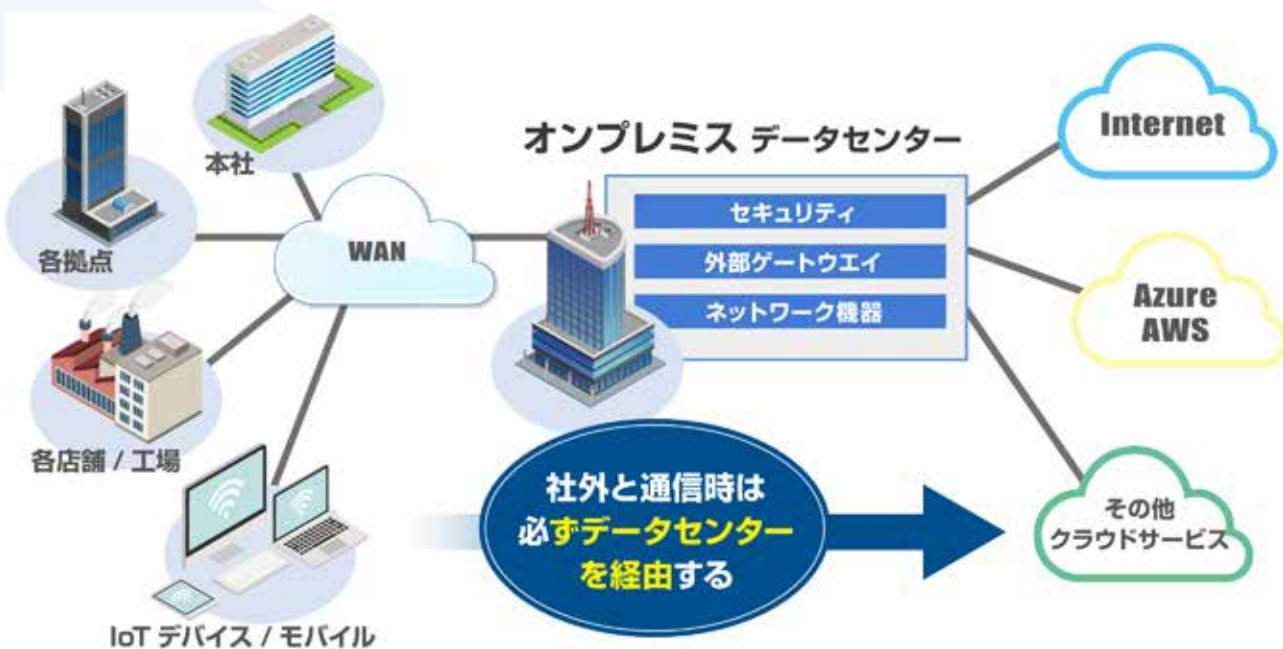 本社
各拠点
各店舗 / 工場
IoT デバイス / モバイル
WAN
オンプレミス データセンター
セキュリティ
外部ゲートウエイ
ネットワーク機器
社外と通信時は
必ずデータセンター
を経由する
Internet
Azure
AWS
その他
クラウドサービス